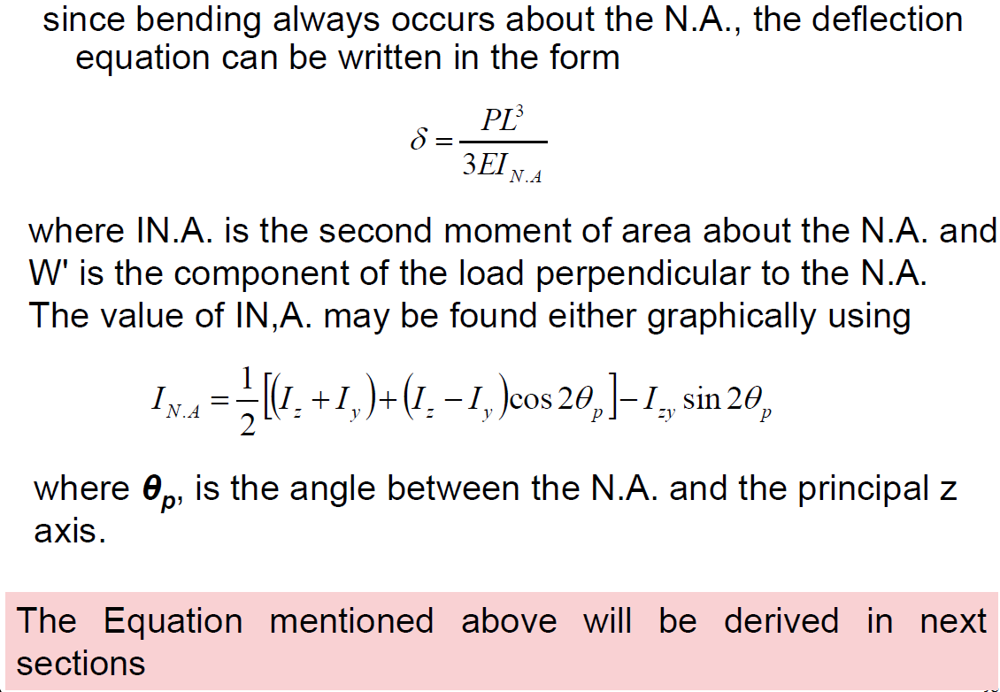 since bending always occurs about the N.A., the deflection
equation can be written in the form
δ = PL³ / 3EI_N.A
where IN.A. is the second moment of area about the N.A. and
W' is the component of the load perpendicular to the N.A.
The value of IN,A. may be found either graphically using
I_N.A = 1/2 [(I_z + I_y) + (I_z − I_y)cos 2θ_p] − I_zy sin 2θ_p
where θ_p, is the angle between the N.A. and the principal z
axis.
The Equation mentioned above will be derived in next
sections